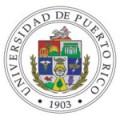 UNIVERSIDAD DE PUERTO RICO
• 1903 •